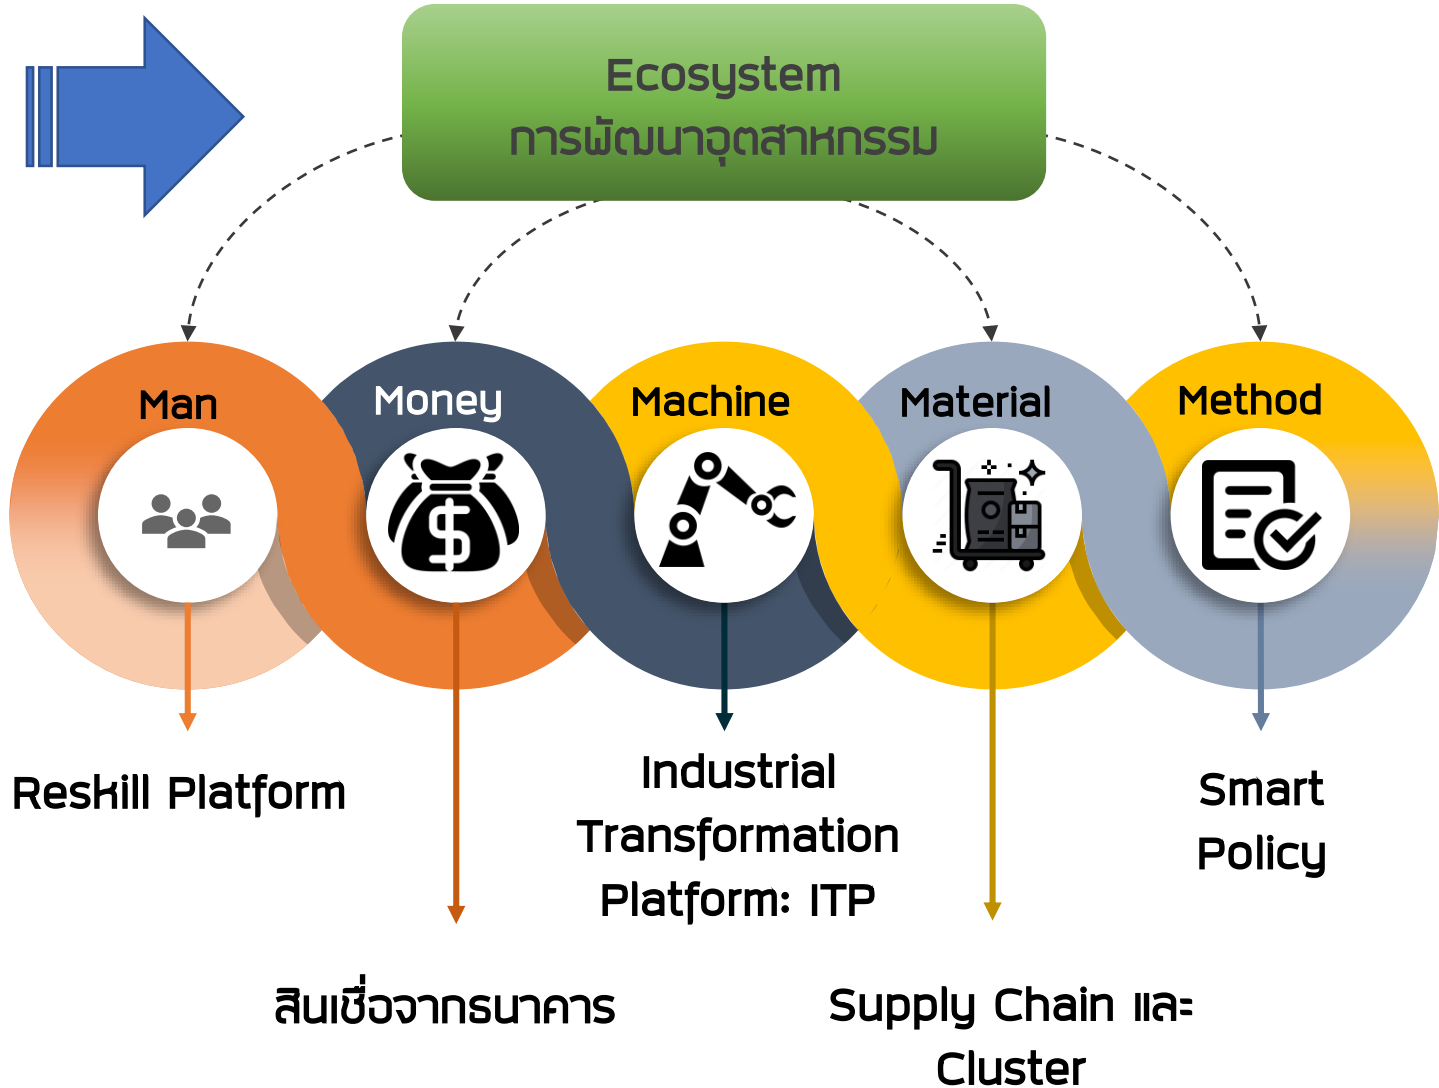 Ecosystem
การพัฒนาอุตสาหกรรม
Man
Money
Machine
Material
Method
$
Reskill Platform
สินเชื่อจากธนาคาร
Industrial
Transformation
Platform: ITP
Supply Chain และ
Cluster
Smart
Policy